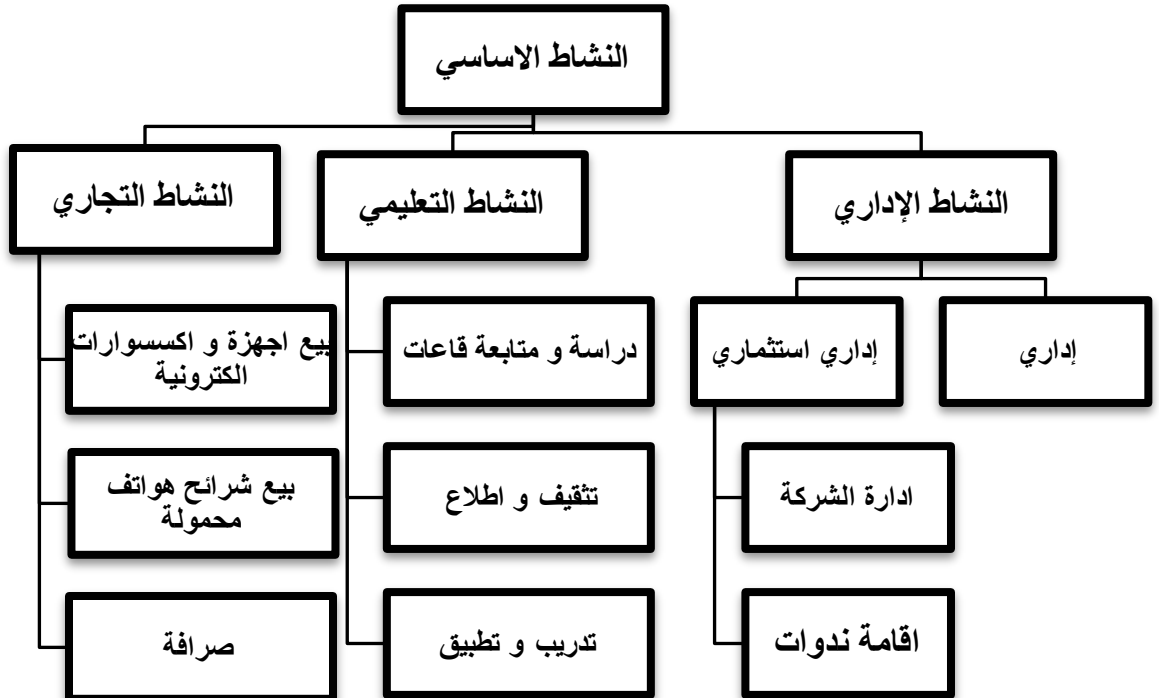 النشاط الاساسي
النشاط الإداري
النشاط التعليمي
النشاط التجاري
إداري
إداري استثماري
ادارة الشركة
اقامة ندوات
دراسة و متابعة قاعات
تثقيف و اطلاع
تدريب و تطبيق
بيع اجهزة و اكسسوارات
الكترونية
بيع شرائح هواتف
محمولة
صرافة